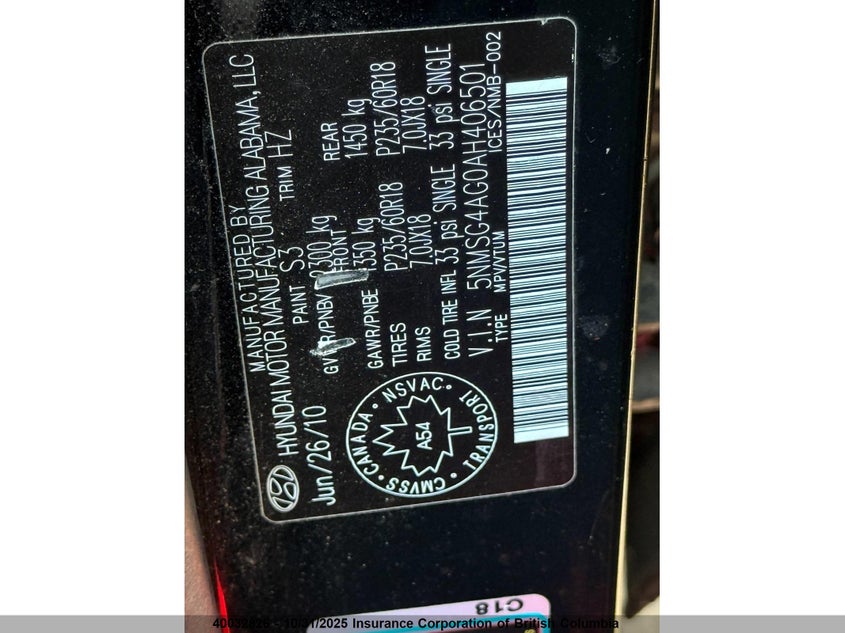 MANUFACTURED BY
HYUNDAI MOTOR MANUFACTURING ALABAMA, LLC
Jun/26/10 PAINT S3 TRIM HZ
GVWR/PNBV 2300 kg
FRONT REAR
GAWR/PNBE 1350 kg 1450 kg
TIRES P235/60R18 P235/60R18
RIMS 7.0JX18 7.0JX18
COLD TIRE INFL 33 psi SINGLE 33 psi SINGLE
V.I.N 5NMSG4AG0AH406501
TYPE MPV/VTUM ICES/NMB-002
CANADA · NSVAC · TRANSPORT · CMVSS
A54
C18
40032826 - 10/31/2025 Insurance Corporation of British Columbia